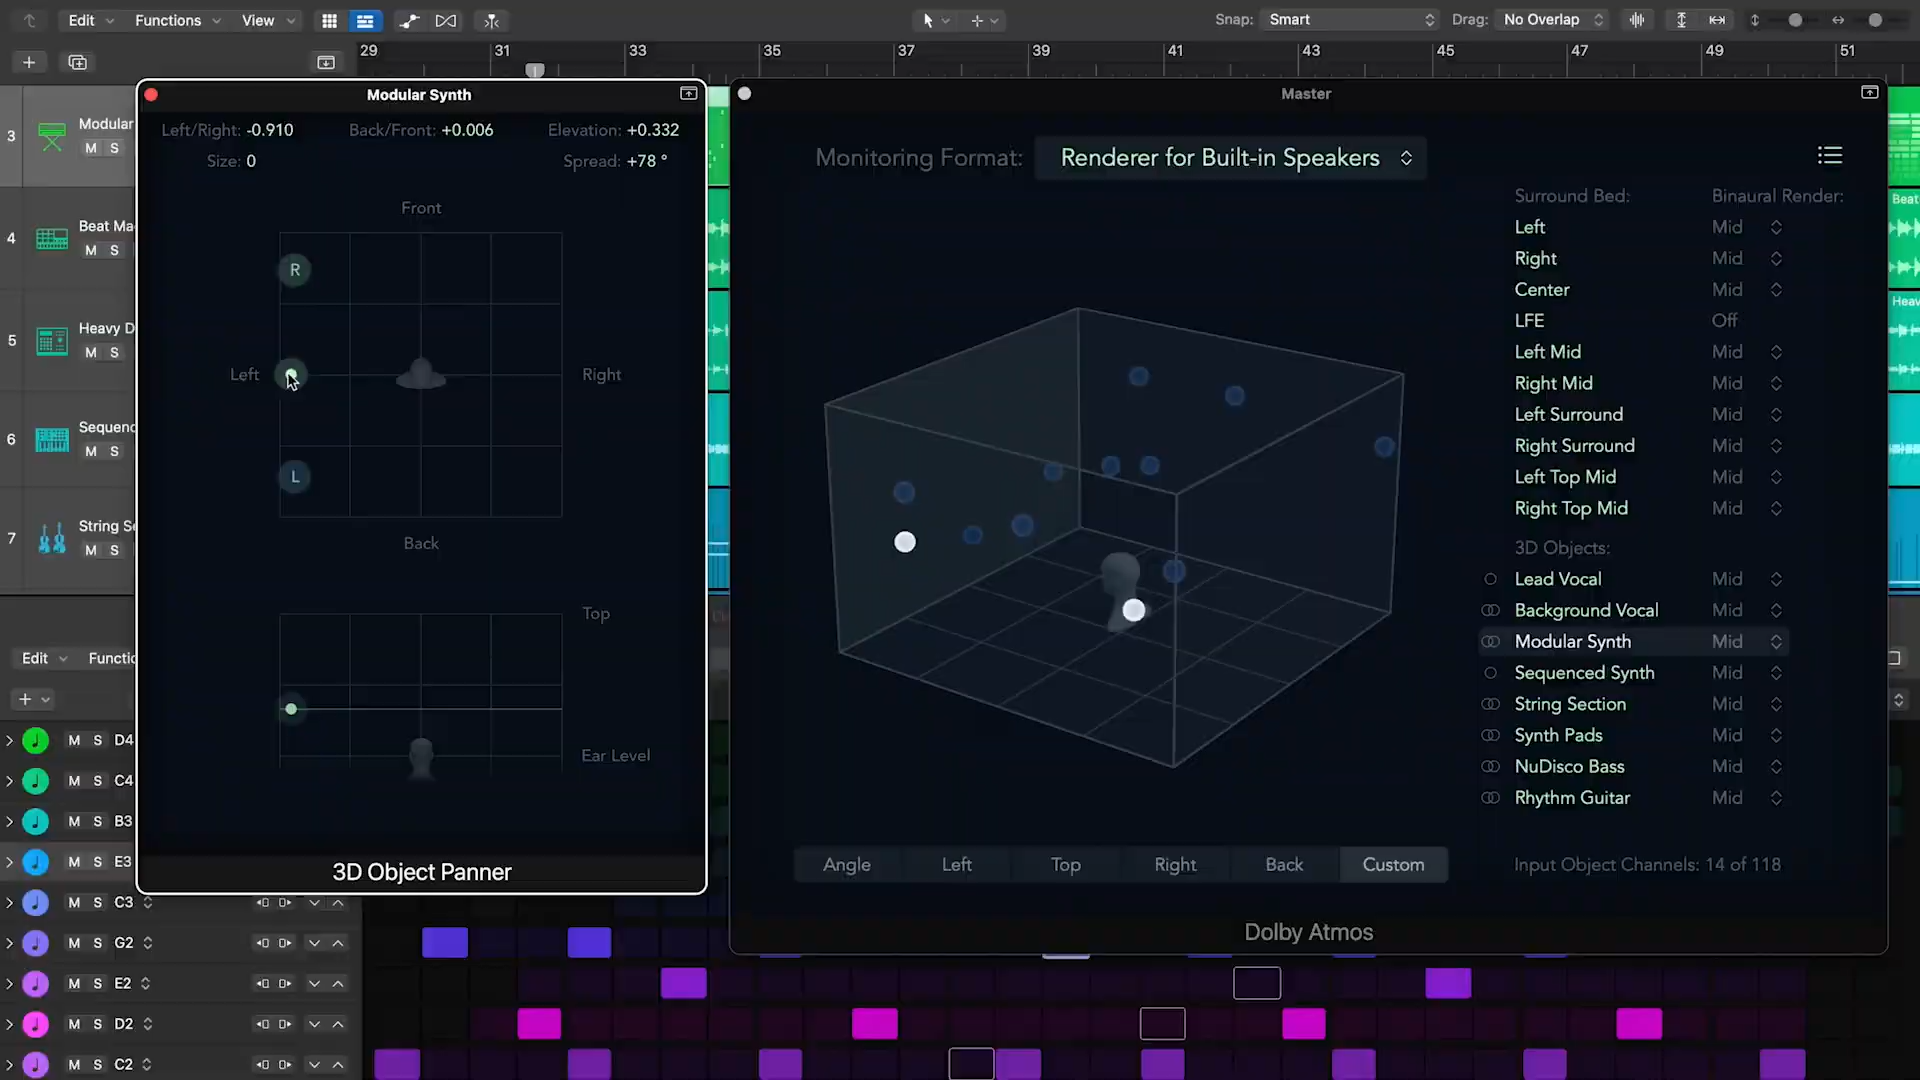 Edit Functions View Snap: Smart Drag: No Overlap
29 31 33 35 37 39 41 43 45 47 49 51
Modular Synth
Left/Right: -0.910 Back/Front: +0.006 Elevation: +0.332
Size: 0 Spread: +78 °
Front
R
Left Right
L
Back
Top
Ear Level
3D Object Panner
3 Modular
M S
4 Beat Ma
M S
5 Heavy D
M S
6 Sequenc
M S
7 String Se
M S
Master
Monitoring Format: Renderer for Built-in Speakers
Surround Bed: Binaural Render:
Left Mid
Right Mid
Center Mid
LFE Off
Left Mid Mid
Right Mid Mid
Left Surround Mid
Right Surround Mid
Left Top Mid Mid
Right Top Mid Mid
3D Objects:
Lead Vocal Mid
Background Vocal Mid
Modular Synth Mid
Sequenced Synth Mid
String Section Mid
Synth Pads Mid
NuDisco Bass Mid
Rhythm Guitar Mid
Angle Left Top Right Back Custom
Input Object Channels: 14 of 118
Dolby Atmos
Beat
Heav
Edit Functio
M S D4
M S C4
M S B3
M S E3
M S C3
M S G2
M S E2
M S D2
M S C2